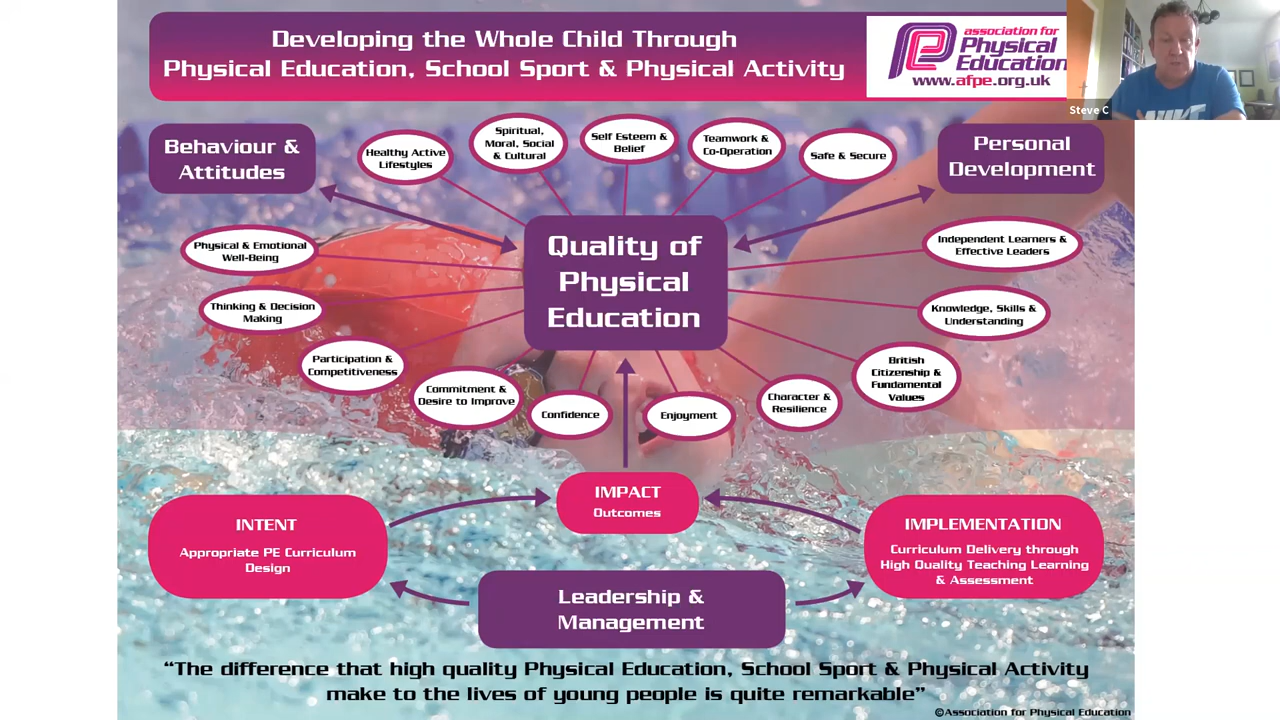 Developing the Whole Child Through
Physical Education, School Sport & Physical Activity
association for
Physical
Education
www.afpe.org.uk
Steve C
Behaviour &
Attitudes
Healthy Active
Lifestyles
Spiritual,
Moral, Social
& Cultural
Self Esteem &
Belief
Teamwork &
Co-Operation
Safe & Secure
Personal
Development
Physical & Emotional
Well-Being
Quality of
Physical
Education
Independent Learners &
Effective Leaders
Thinking & Decision
Making
Knowledge, Skills &
Understanding
Participation &
Competitiveness
Commitment &
Desire to Improve
Confidence
Enjoyment
Character &
Resilience
British
Citizenship &
Fundamental
Values
IMPACT
Outcomes
INTENT
Appropriate PE Curriculum
Design
IMPLEMENTATION
Curriculum Delivery through
High Quality Teaching Learning
& Assessment
Leadership &
Management
“The difference that high quality Physical Education, School Sport & Physical Activity
make to the lives of young people is quite remarkable”
©Association for Physical Education